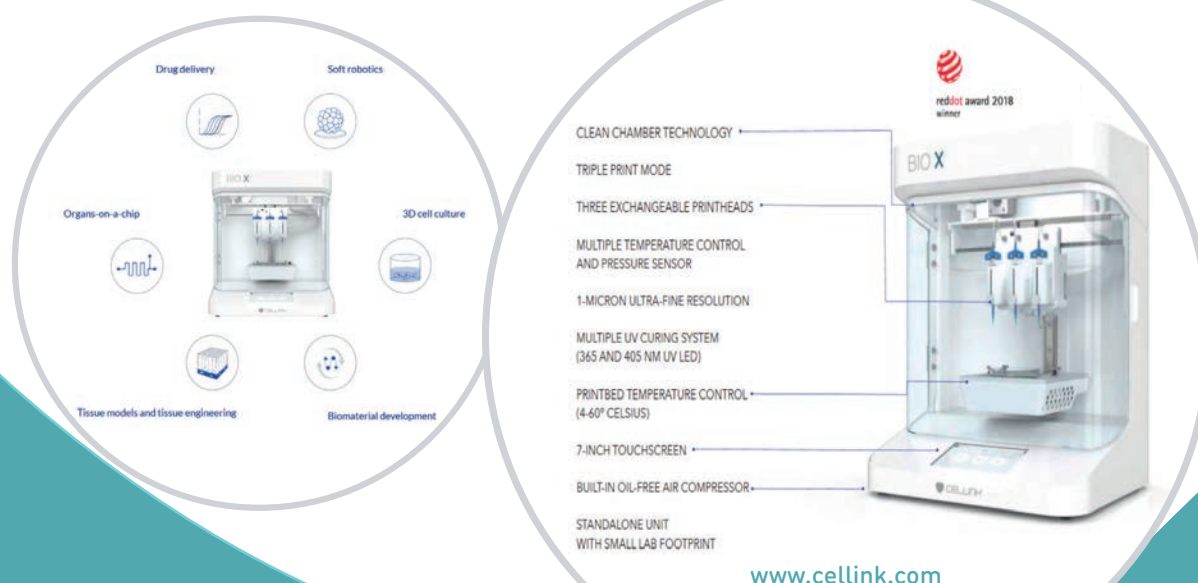 Drug delivery
Soft robotics
BIO X
Organs-on-a-chip
3D cell culture
CELLINK
Tissue models and tissue engineering
Biomaterial development
reddot award 2018
winner
CLEAN CHAMBER TECHNOLOGY
BIO X
TRIPLE PRINT MODE
THREE EXCHANGEABLE PRINTHEADS
MULTIPLE TEMPERATURE CONTROL
AND PRESSURE SENSOR
1-MICRON ULTRA-FINE RESOLUTION
MULTIPLE UV CURING SYSTEM
(365 AND 405 NM UV LED)
PRINTBED TEMPERATURE CONTROL
(4-60° CELSIUS)
7-INCH TOUCHSCREEN
BUILT-IN OIL-FREE AIR COMPRESSOR
CELLINK
STANDALONE UNIT
WITH SMALL LAB FOOTPRINT
www.cellink.com